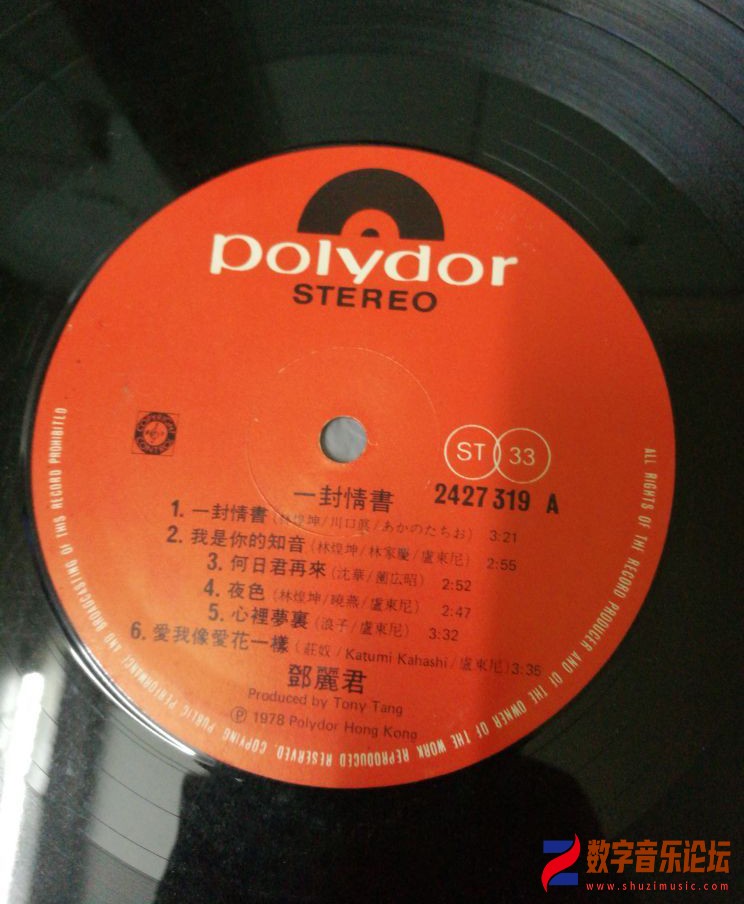 polydor
STEREO
COPYRIGHT CONTROL
ST 33
一封情書 2427 319 A
1. 一封情書 (林煌坤/川口眞/あかのたちお) 3:21
2. 我是你的知音 (林煌坤/林家慶/盧東尼) 2:55
3. 何日君再來 (沈華/蘭広昭) 2:52
4. 夜色 (林煌坤/曉燕/盧東尼) 2:47
5. 心裡夢裏 (浪子/盧東尼) 3:32
6. 愛我像愛花一樣 (莊奴/Katumi Kahashi/盧東尼) 3:35
鄧麗君
Produced by Tony Tang
Ⓟ 1978 Polydor Hong Kong
ALL RIGHTS OF THE RECORD PRODUCER AND OF THE OWNER OF THE WORK REPRODUCED RESERVED. COPYING PUBLIC PERFORMANCE AND BROADCASTING OF THIS RECORD PROHIBITED
数字音乐论坛
www.shuzimusic.com